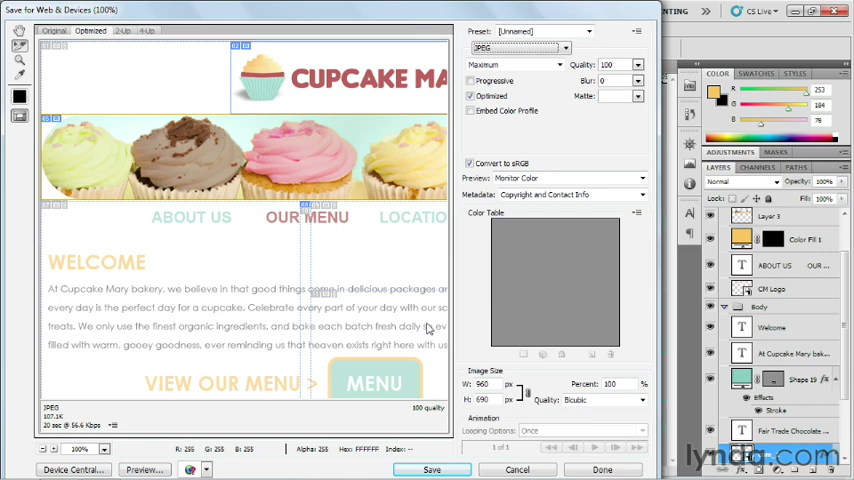 Save for Web & Devices (100%)
NTING
CS Live
Original
Optimized
2-Up
4-Up
CUPCAKE MA
ABOUT US
OUR MENU
LOCATIO
WELCOME
At Cupcake Mary bakery, we believe in that good things come in delicious packages ar
every day is the perfect day for a cupcake. Celebrate every part of your day with our sc
treats. We only use the finest organic ingredients, and bake each batch fresh daily so ev
filled with warm, gooey goodness, ever reminding us that heaven exists right here with us
VIEW OUR MENU >
MENU
JPEG
107.1K
20 sec @ 56.6 Kbps
100 quality
100%
R: 255
G: 255
B: 255
Alpha: 255
Hex: FFFFFF
Index: --
Device Central...
Preview...
Save
Cancel
Done
Preset:
[Unnamed]
JPEG
Maximum
Quality: 100
Progressive
Blur: 0
Optimized
Matte:
Embed Color Profile
Convert to sRGB
Preview: Monitor Color
Metadata: Copyright and Contact Info
Color Table
Image Size
W: 960 px
H: 690 px
Percent: 100 %
Quality: Bicubic
Animation
Looping Options: Once
1 of 1
COLOR
SWATCHES
STYLES
R 253
G 184
B 78
ADJUSTMENTS
MASKS
LAYERS
CHANNELS
PATHS
Normal
Opacity: 100%
Lock:
Fill: 100%
Layer 3
Color Fill 1
ABOUT US OUR ...
CM Logo
Body
Welcome
At Cupcake Mary bak...
Shape 19
fx
Effects
Stroke
Fair Trade Chocolate ...
lynda.com